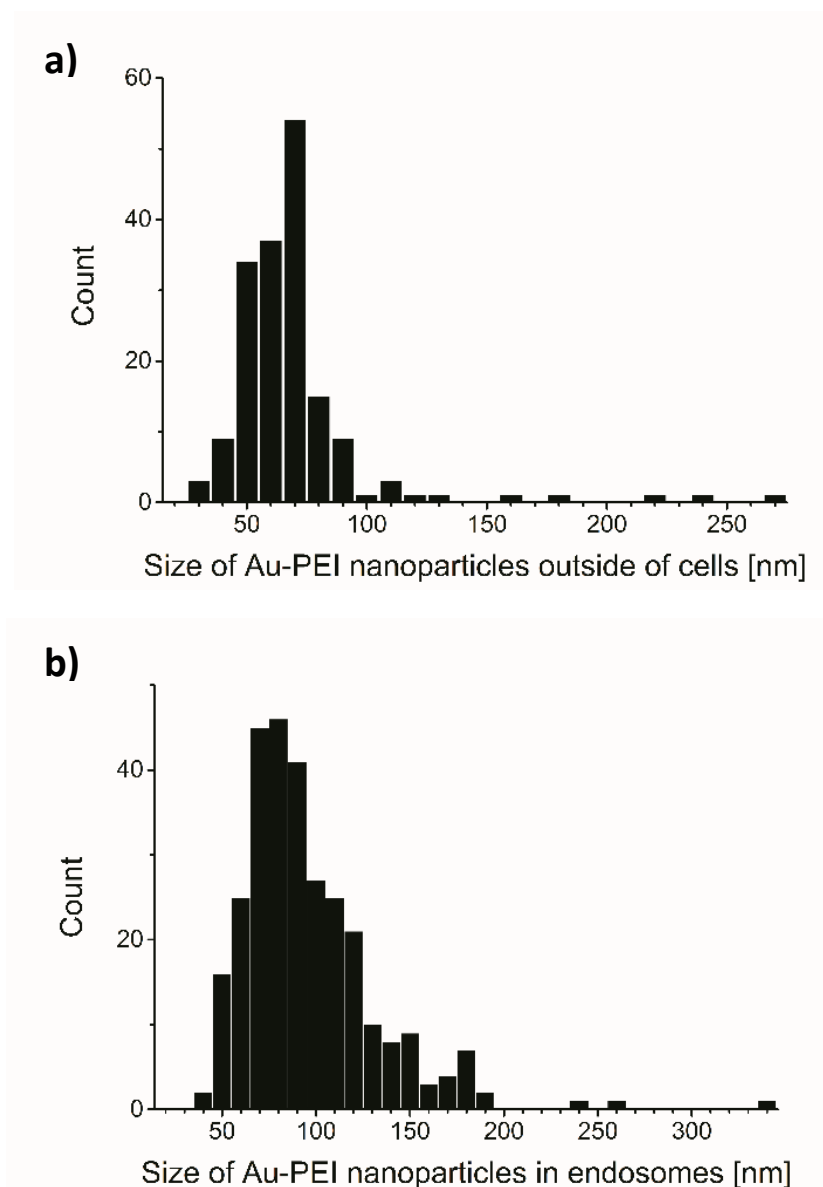 a)
60
40
20
0
Count
50 100 150 200 250
Size of Au-PEI nanoparticles outside of cells [nm]
b)
40
20
0
Count
50 100 150 200 250 300
Size of Au-PEI nanoparticles in endosomes [nm]